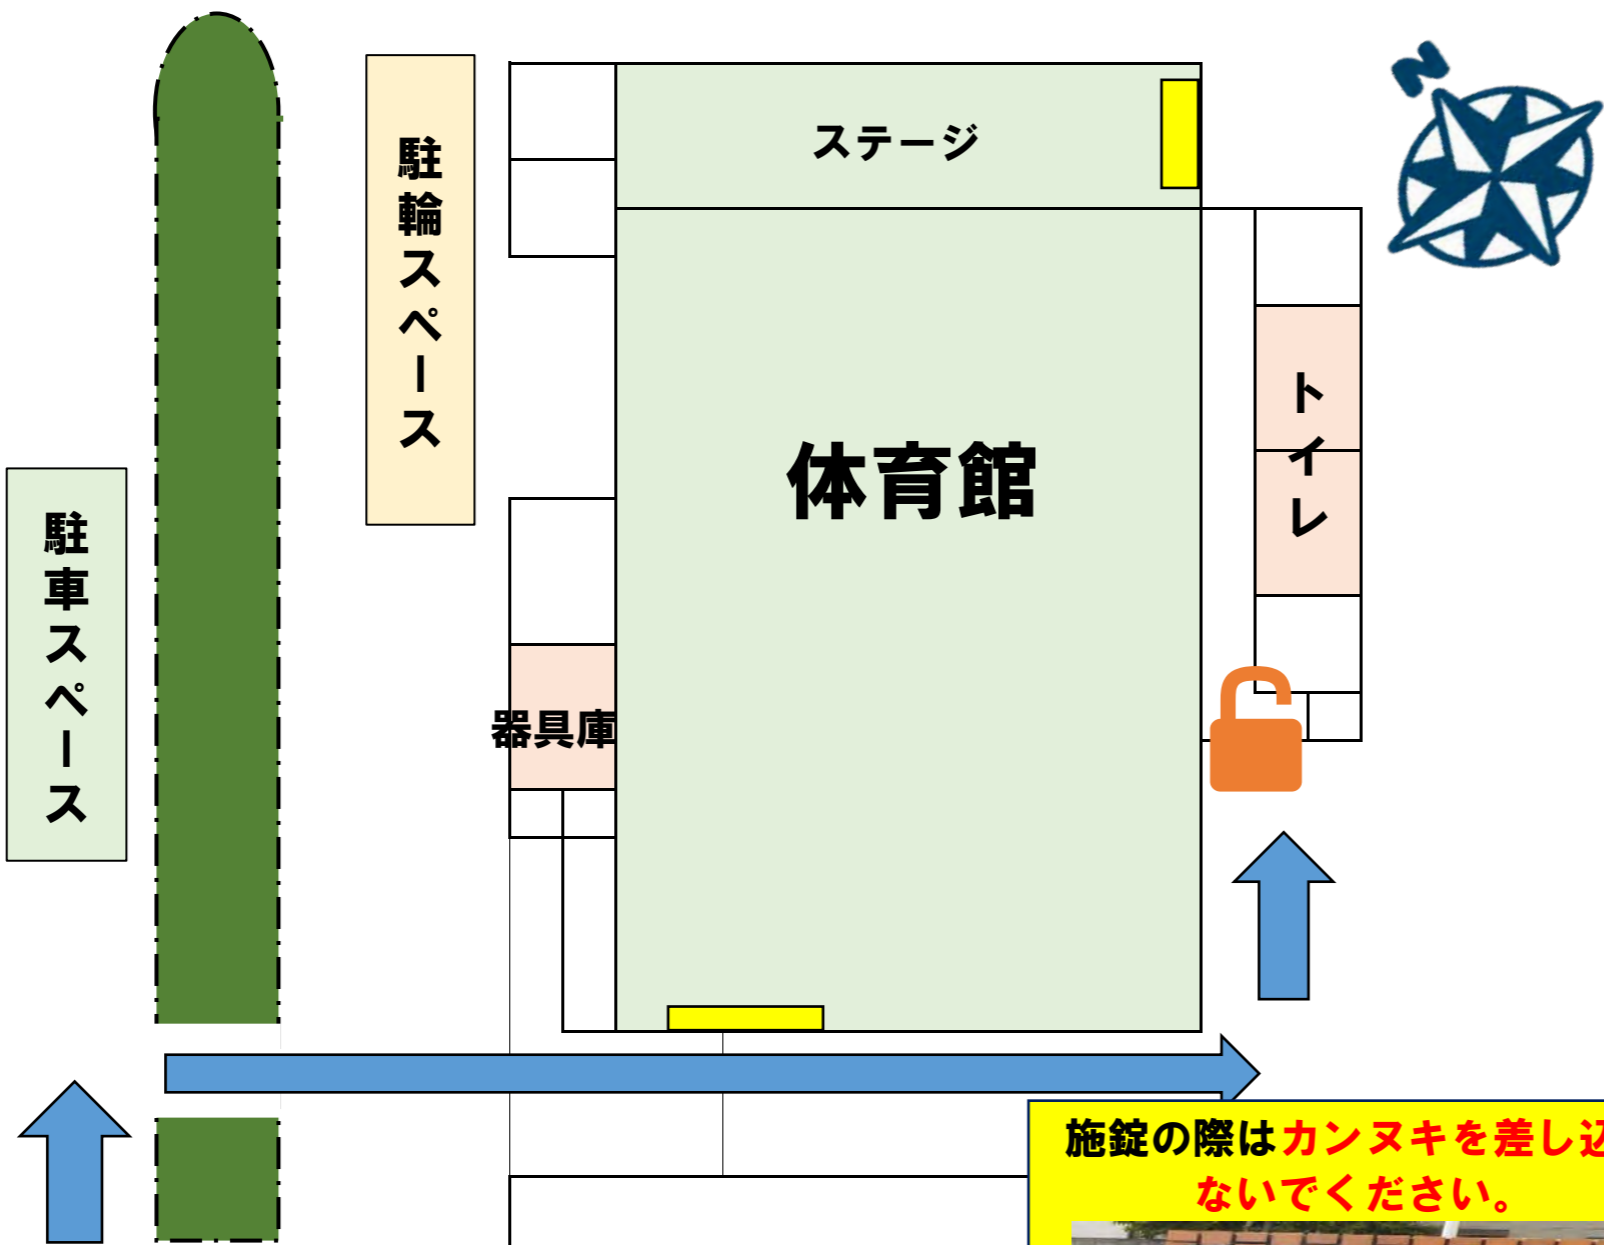 N
ステージ
駐輪スペース
体育館
トイレ
駐車スペース
器具庫
施錠の際はカンヌキを差し込
ないでください。